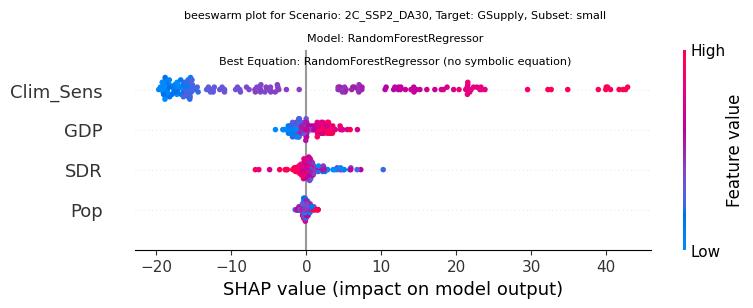 beeswarm plot for Scenario: 2C_SSP2_DA30, Target: GSupply, Subset: small
Model: RandomForestRegressor
Best Equation: RandomForestRegressor (no symbolic equation)
High
Clim_Sens
GDP
SDR
Pop
Feature value
Low
−20 −10 0 10 20 30 40
SHAP value (impact on model output)